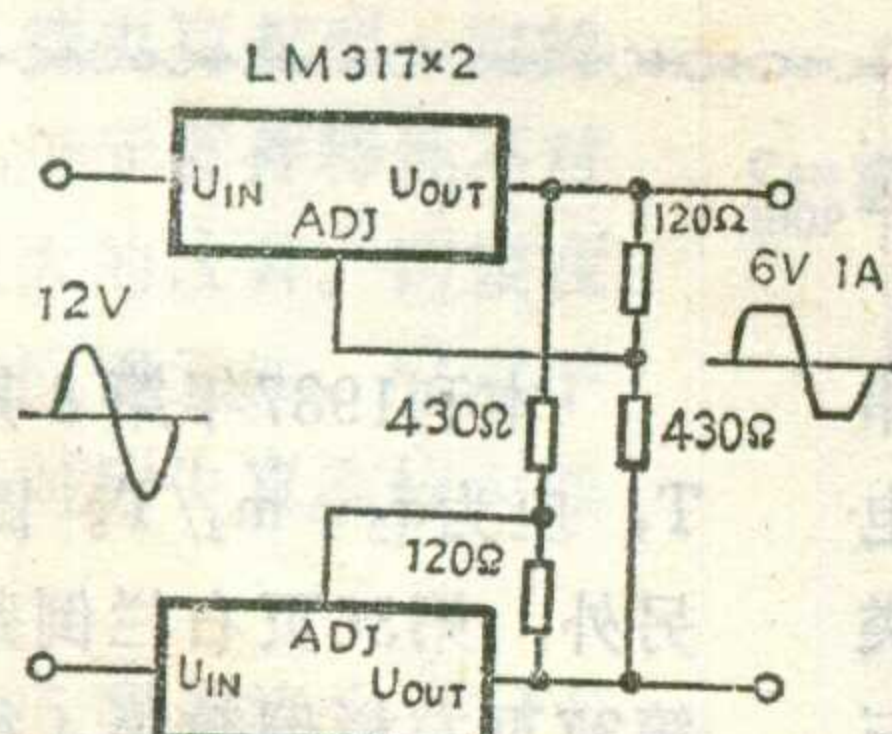 LM317×2
U_IN U_OUT
ADJ
120Ω
12V
6V 1A
430Ω 430Ω
120Ω
ADJ
U_IN U_OUT